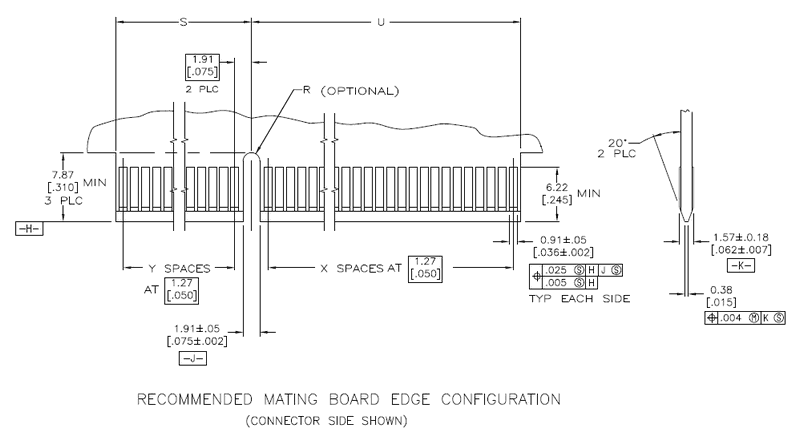 S
U
1.91
[.075]
2 PLC
R (OPTIONAL)
20°
2 PLC
7.87
[.310] MIN
3 PLC
6.22
[.245] MIN
-H-
0.91±.05
[.036±.002]
1.57±0.18
[.062±.007]
-K-
Y SPACES
AT 1.27
[.050]
X SPACES AT 1.27
[.050]
⌖ .025 Ⓢ H J Ⓢ
.005 Ⓢ H
TYP EACH SIDE
0.38
[.015]
⌖ .004 Ⓜ K Ⓢ
1.91±.05
[.075±.002]
-J-
RECOMMENDED MATING BOARD EDGE CONFIGURATION
(CONNECTOR SIDE SHOWN)